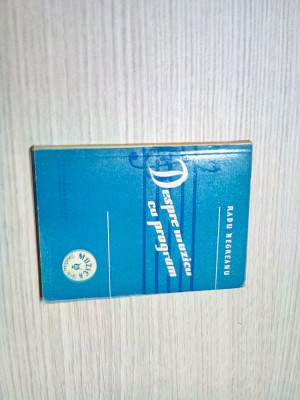 RADU NEGREANU
Despre muzica
cu program
MUZICA